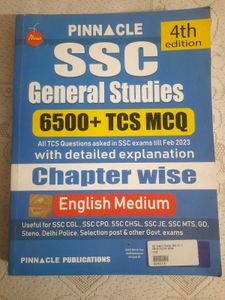 PINNACLE
4th
edition
SSC
General Studies
6500+ TCS MCQ
All TCS Questions asked in SSC exams till Feb 2023
with detailed explanation
Chapter wise
English Medium
Useful for SSC CGL, SSC CPO, SSC CHSL, SSC JE, SSC MTS, GD,
Steno, Delhi Police, Selection post & other Govt. exams
PINNACLE PUBLICATIONS